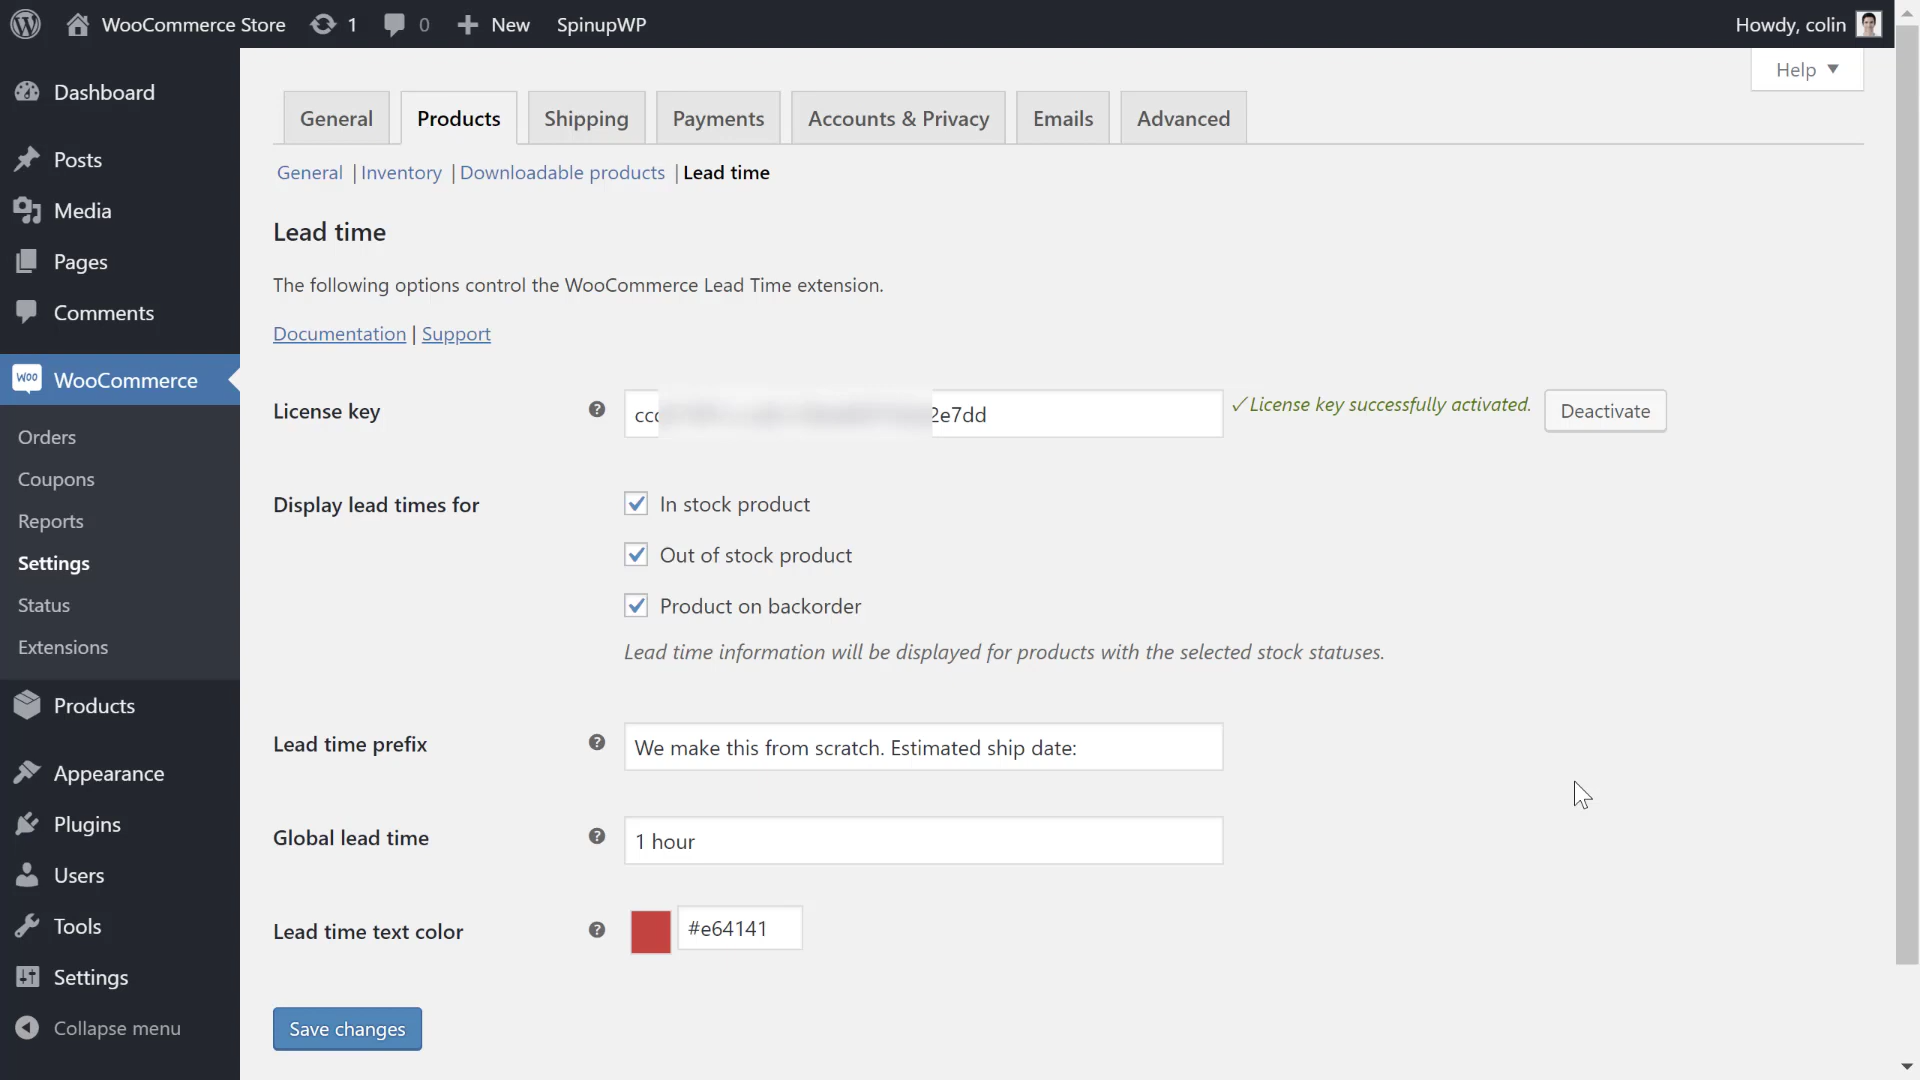 WooCommerce Store 1 0 New SpinupWP Howdy, colin
Help
Dashboard
Posts
Media
Pages
Comments
WooCommerce
Orders
Coupons
Reports
Settings
Status
Extensions
Products
Appearance
Plugins
Users
Tools
Settings
Collapse menu
General Products Shipping Payments Accounts & Privacy Emails Advanced
General | Inventory | Downloadable products | Lead time
Lead time
The following options control the WooCommerce Lead Time extension.
Documentation | Support
License key 2e7dd ✓License key successfully activated. Deactivate
Display lead times for In stock product
Out of stock product
Product on backorder
Lead time information will be displayed for products with the selected stock statuses.
Lead time prefix We make this from scratch. Estimated ship date:
Global lead time 1 hour
Lead time text color #e64141
Save changes